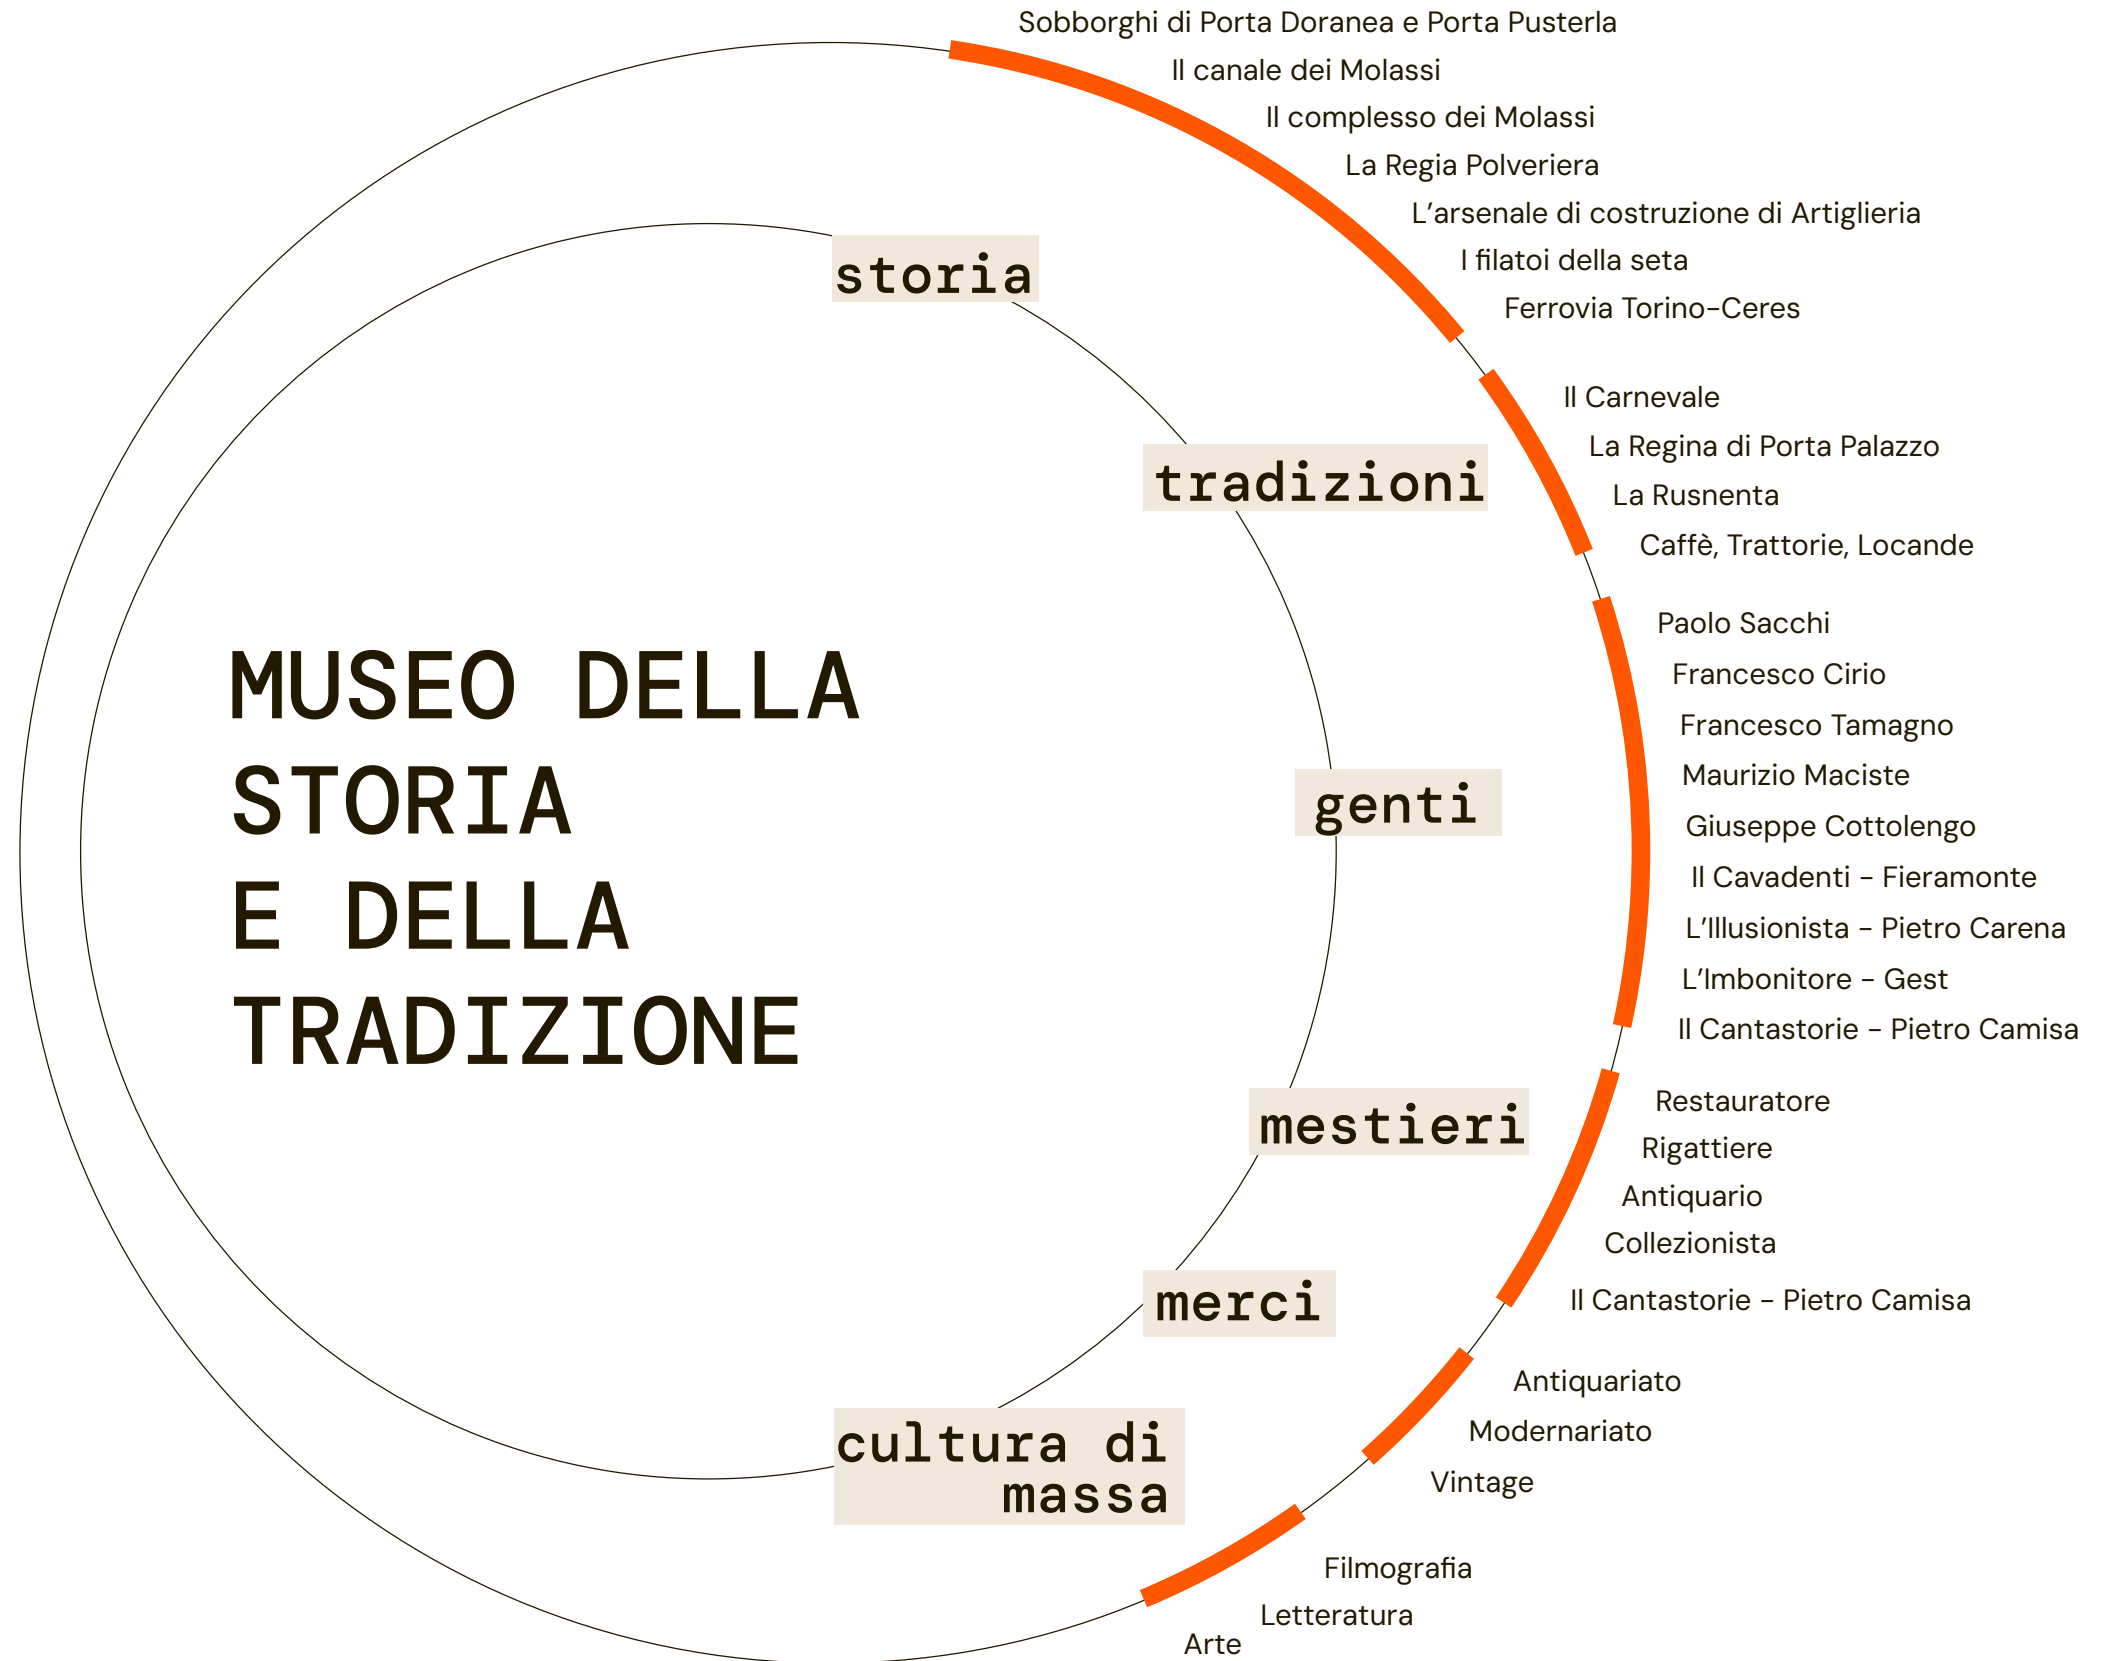 MUSEO DELLA
STORIA
E DELLA
TRADIZIONE
storia
Sobborghi di Porta Doranea e Porta Pusterla
Il canale dei Molassi
Il complesso dei Molassi
La Regia Polveriera
L’arsenale di costruzione di Artiglieria
I filatoi della seta
Ferrovia Torino-Ceres
tradizioni
Il Carnevale
La Regina di Porta Palazzo
La Rusnenta
Caffè, Trattorie, Locande
genti
Paolo Sacchi
Francesco Cirio
Francesco Tamagno
Maurizio Maciste
Giuseppe Cottolengo
Il Cavadenti - Fieramonte
L’Illusionista - Pietro Carena
L’Imbonitore - Gest
Il Cantastorie - Pietro Camisa
mestieri
Restauratore
Rigattiere
Antiquario
Collezionista
Il Cantastorie - Pietro Camisa
merci
Antiquariato
Modernariato
Vintage
cultura di
massa
Filmografia
Letteratura
Arte